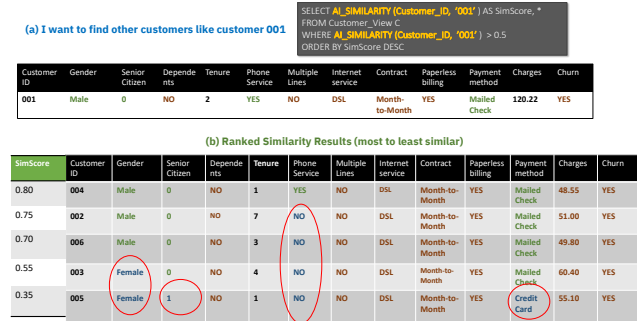 (a) I want to find other customers like customer 001
SELECT AI_SIMILARITY (Customer_ID, '001' ) AS SimScore, *
FROM Customer_View C
WHERE AI_SIMILARITY (Customer_ID, '001' ) > 0.5
ORDER BY SimScore DESC
Customer ID Gender Senior Citizen Depende nts Tenure Phone Service Multiple Lines Internet service Contract Paperless billing Payment method Charges Churn
001 Male 0 NO 2 YES NO DSL Month-to-Month YES Mailed Check 120.22 YES
(b) Ranked Similarity Results (most to least similar)
SimScore Customer ID Gender Senior Citizen Depende nts Tenure Phone Service Multiple Lines Internet service Contract Paperless billing Payment method Charges Churn
0.80 004 Male 0 NO 1 YES NO DSL Month-to-Month YES Mailed Check 48.55 YES
0.75 002 Male 0 NO 7 NO NO DSL Month-to-Month YES Mailed Check 51.00 YES
0.70 006 Male 0 NO 3 NO NO DSL Month-to-Month YES Mailed Check 49.80 YES
0.55 003 Female 0 NO 4 NO NO DSL Month-to-Month YES Mailed Check 60.40 YES
0.35 005 Female 1 NO 1 NO NO DSL Month-to-Month YES Credit Card 55.10 YES